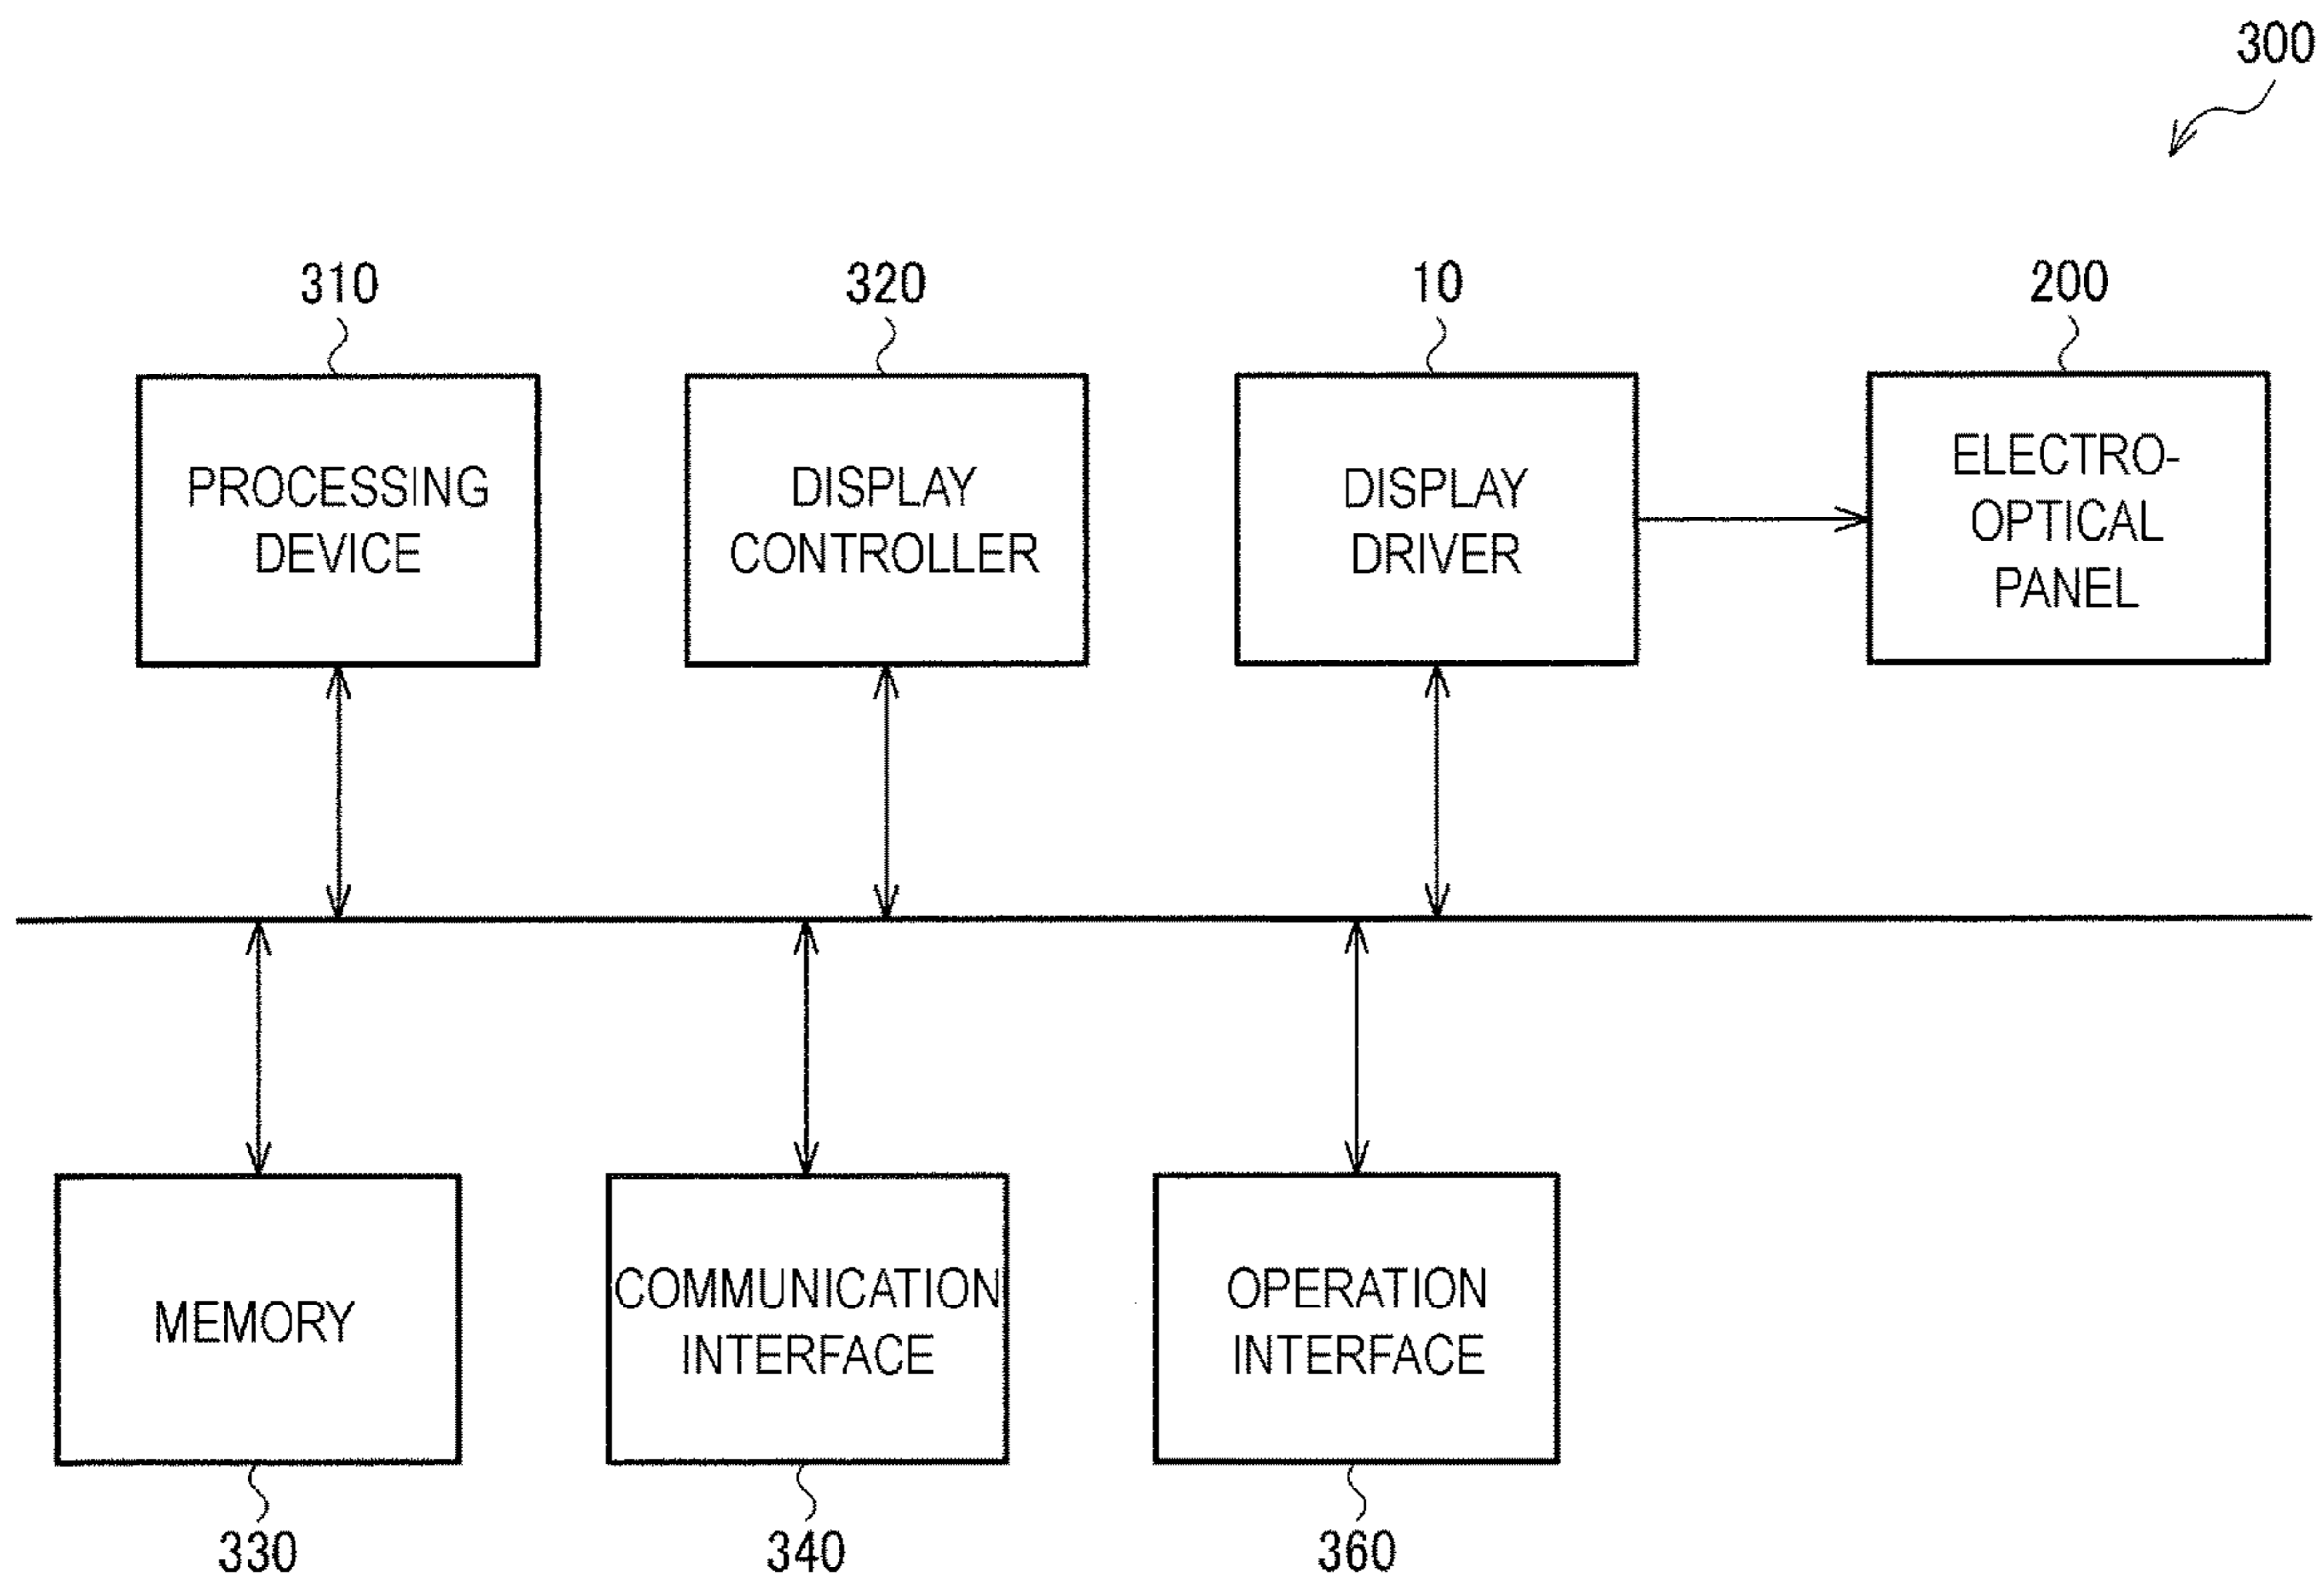 300
310
320
10
200
PROCESSING
DEVICE
DISPLAY
CONTROLLER
DISPLAY
DRIVER
ELECTRO-
OPTICAL
PANEL
MEMORY
COMMUNICATION
INTERFACE
OPERATION
INTERFACE
330
340
360